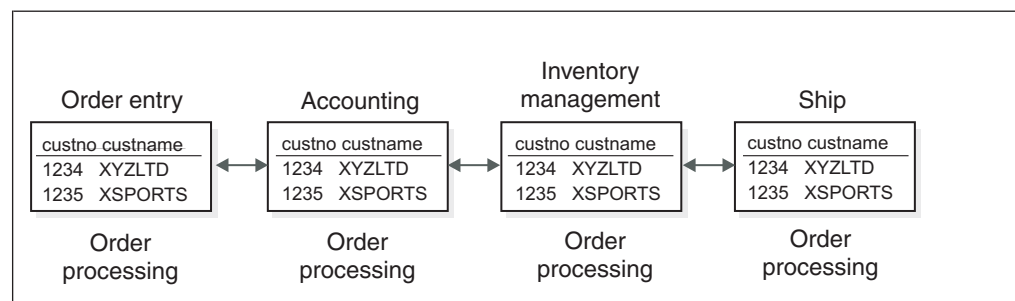 Order entry
custno custname
1234 XYZLTD
1235 XSPORTS
Order
processing
Accounting
custno custname
1234 XYZLTD
1235 XSPORTS
Order
processing
Inventory
management
custno custname
1234 XYZLTD
1235 XSPORTS
Order
processing
Ship
custno custname
1234 XYZLTD
1235 XSPORTS
Order
processing